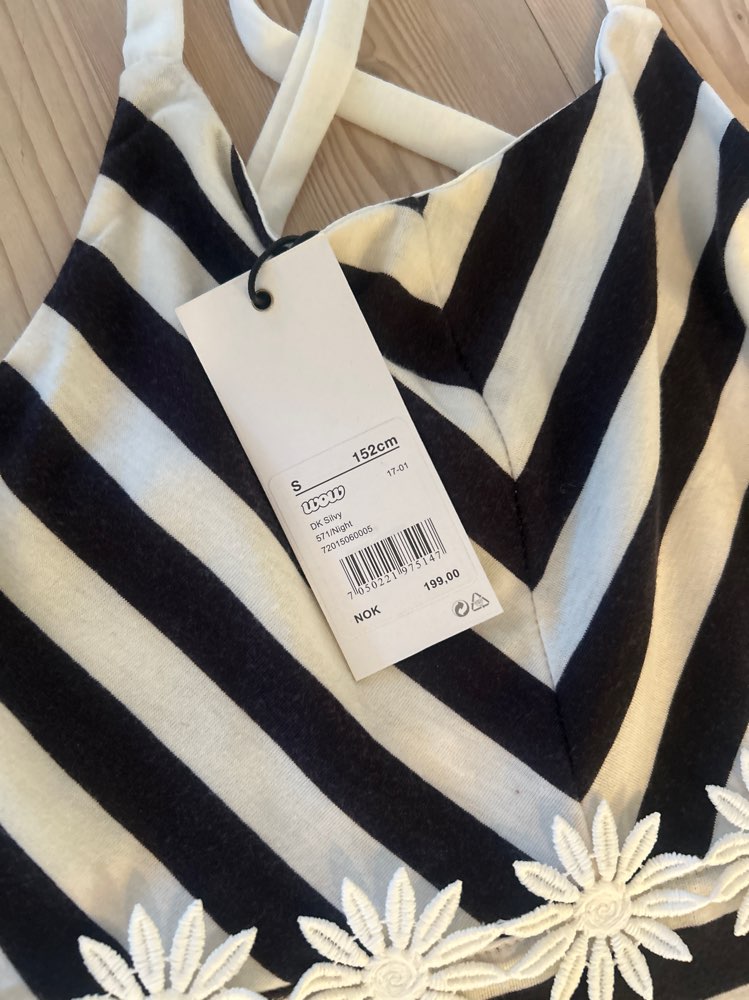 S 152cm
WOW 17-01
DK Silvy
571/Night
72015060005
7 050221 975147
NOK 199,00